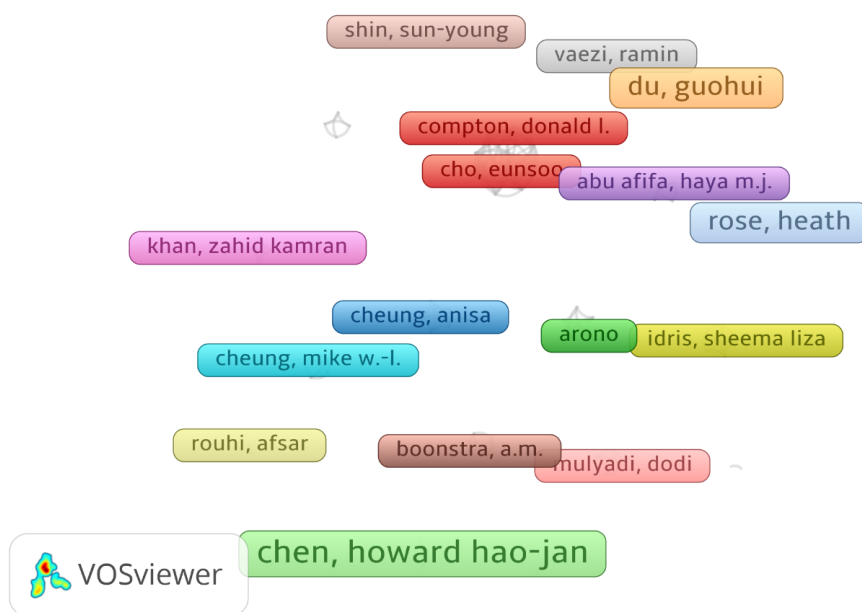 shin, sun-young
vaezi, ramin
du, guohui
compton, donald l.
cho, eunsoo
abu afifa, haya m.j.
rose, heath
khan, zahid kamran
cheung, anisa
arono
idris, sheema liza
cheung, mike w.-l.
rouhi, afsar
boonstra, a.m.
mulyadi, dodi
chen, howard hao-jan
VOSviewer